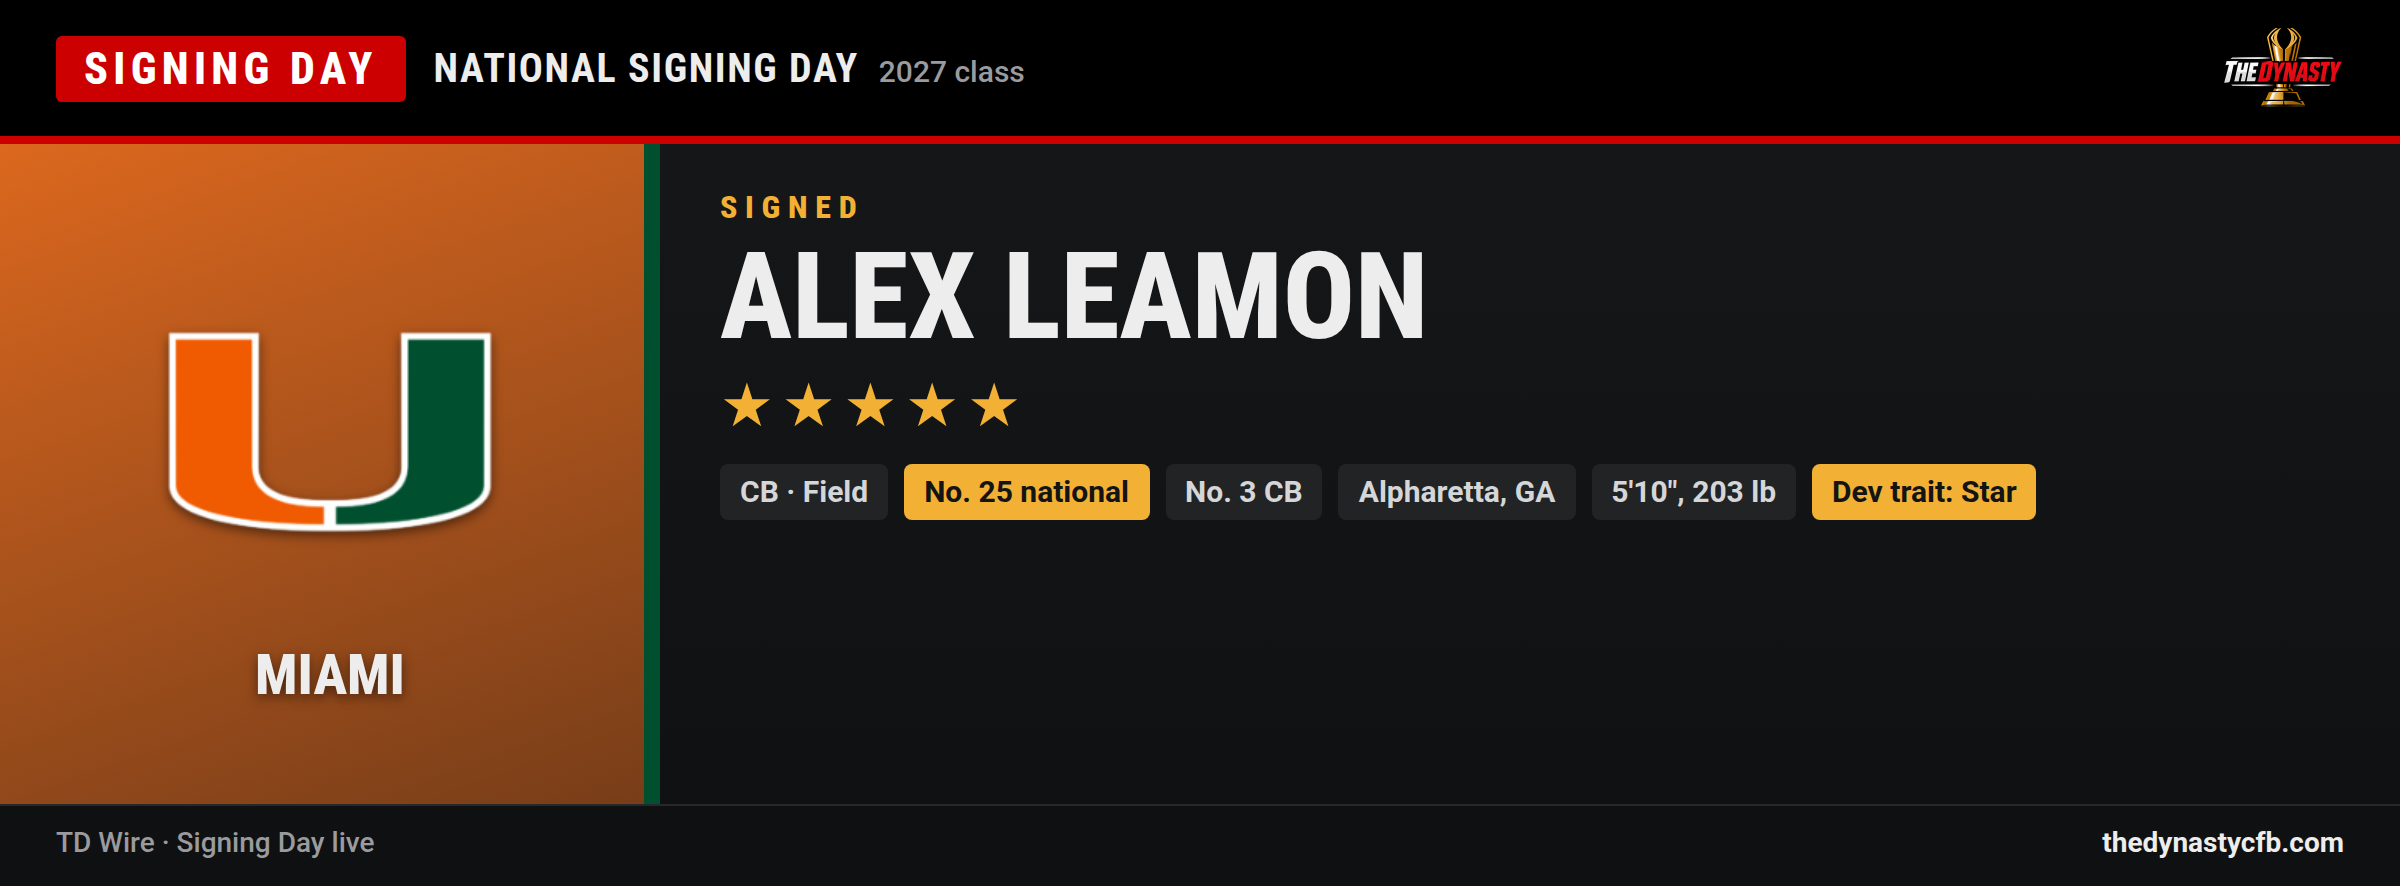 SIGNING DAY NATIONAL SIGNING DAY 2027 class
THE DYNASTY
SIGNED
ALEX LEAMON
CB · Field No. 25 national No. 3 CB Alpharetta, GA 5'10", 203 lb Dev trait: Star
MIAMI
TD Wire · Signing Day live
thedynastycfb.com